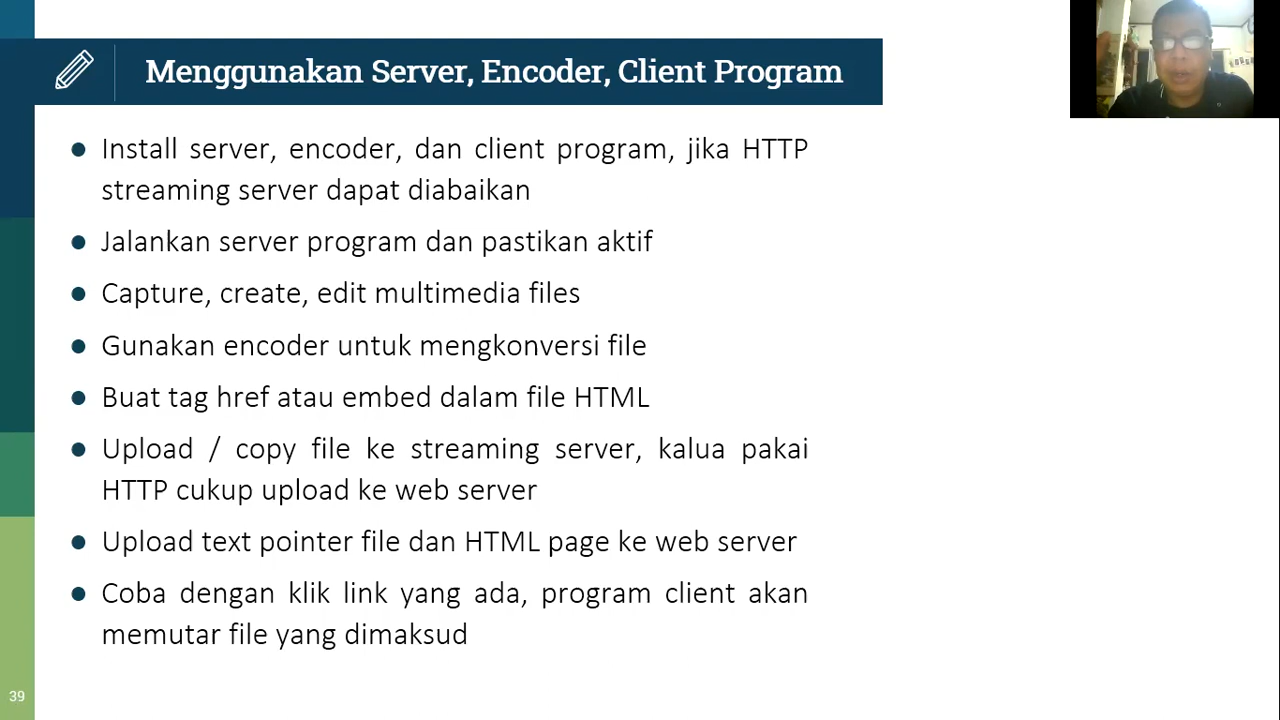 Menggunakan Server, Encoder, Client Program
● Install server, encoder, dan client program, jika HTTP
streaming server dapat diabaikan
● Jalankan server program dan pastikan aktif
● Capture, create, edit multimedia files
● Gunakan encoder untuk mengkonversi file
● Buat tag href atau embed dalam file HTML
● Upload / copy file ke streaming server, kalua pakai
HTTP cukup upload ke web server
● Upload text pointer file dan HTML page ke web server
● Coba dengan klik link yang ada, program client akan
memutar file yang dimaksud
39